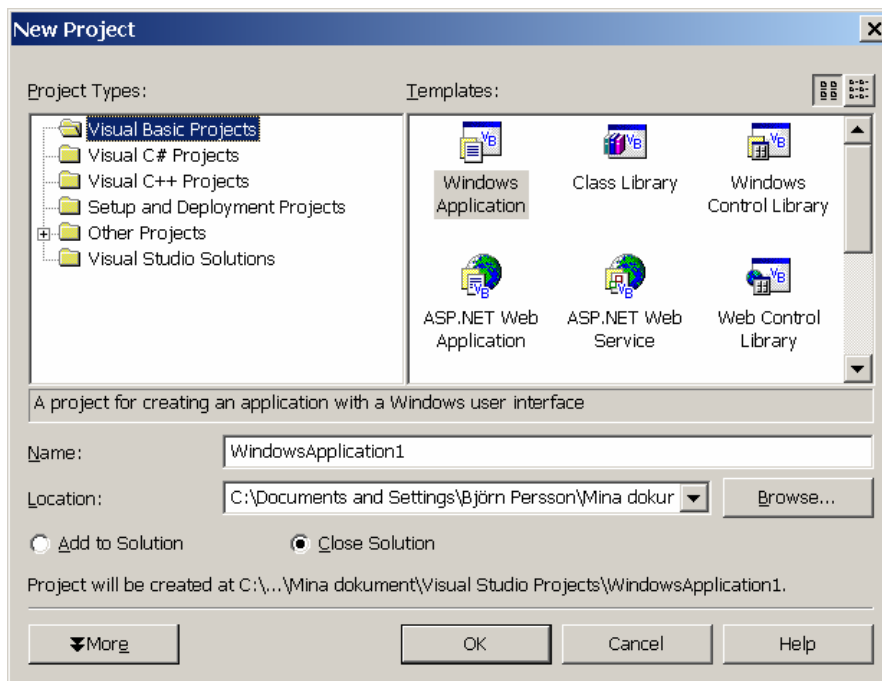 New Project
Project Types:
Templates:
Visual Basic Projects
Visual C# Projects
Visual C++ Projects
Setup and Deployment Projects
Other Projects
Visual Studio Solutions
Windows
Application
Class Library
Windows
Control Library
ASP.NET Web
Application
ASP.NET Web
Service
Web Control
Library
A project for creating an application with a Windows user interface
Name:
WindowsApplication1
Location:
C:\Documents and Settings\Björn Persson\Mina dokur
Browse...
Add to Solution
Close Solution
Project will be created at C:\...\Mina dokument\Visual Studio Projects\WindowsApplication1.
More
OK
Cancel
Help